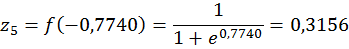 z₅ = f(−0,7740) = 1 / (1 + e^0,7740) = 0,3156